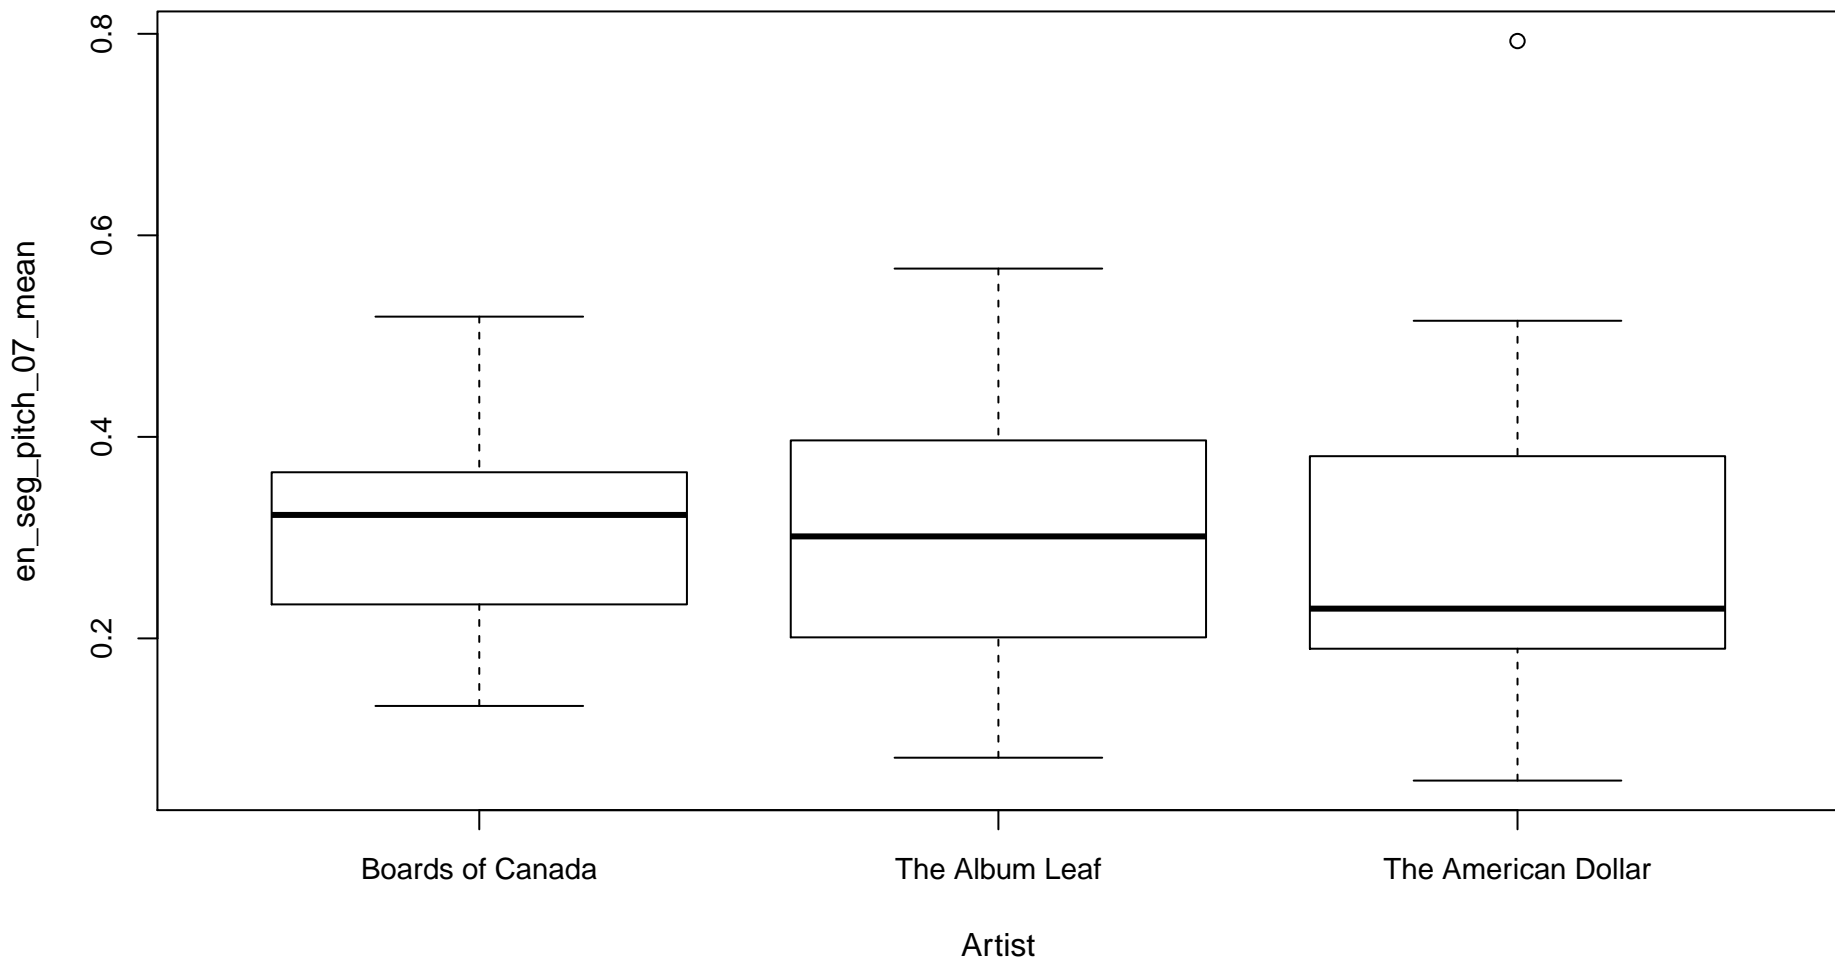 0.8
0.6
0.4
0.2
en_seg_pitch_07_mean
Boards of Canada
The Album Leaf
The American Dollar
Artist